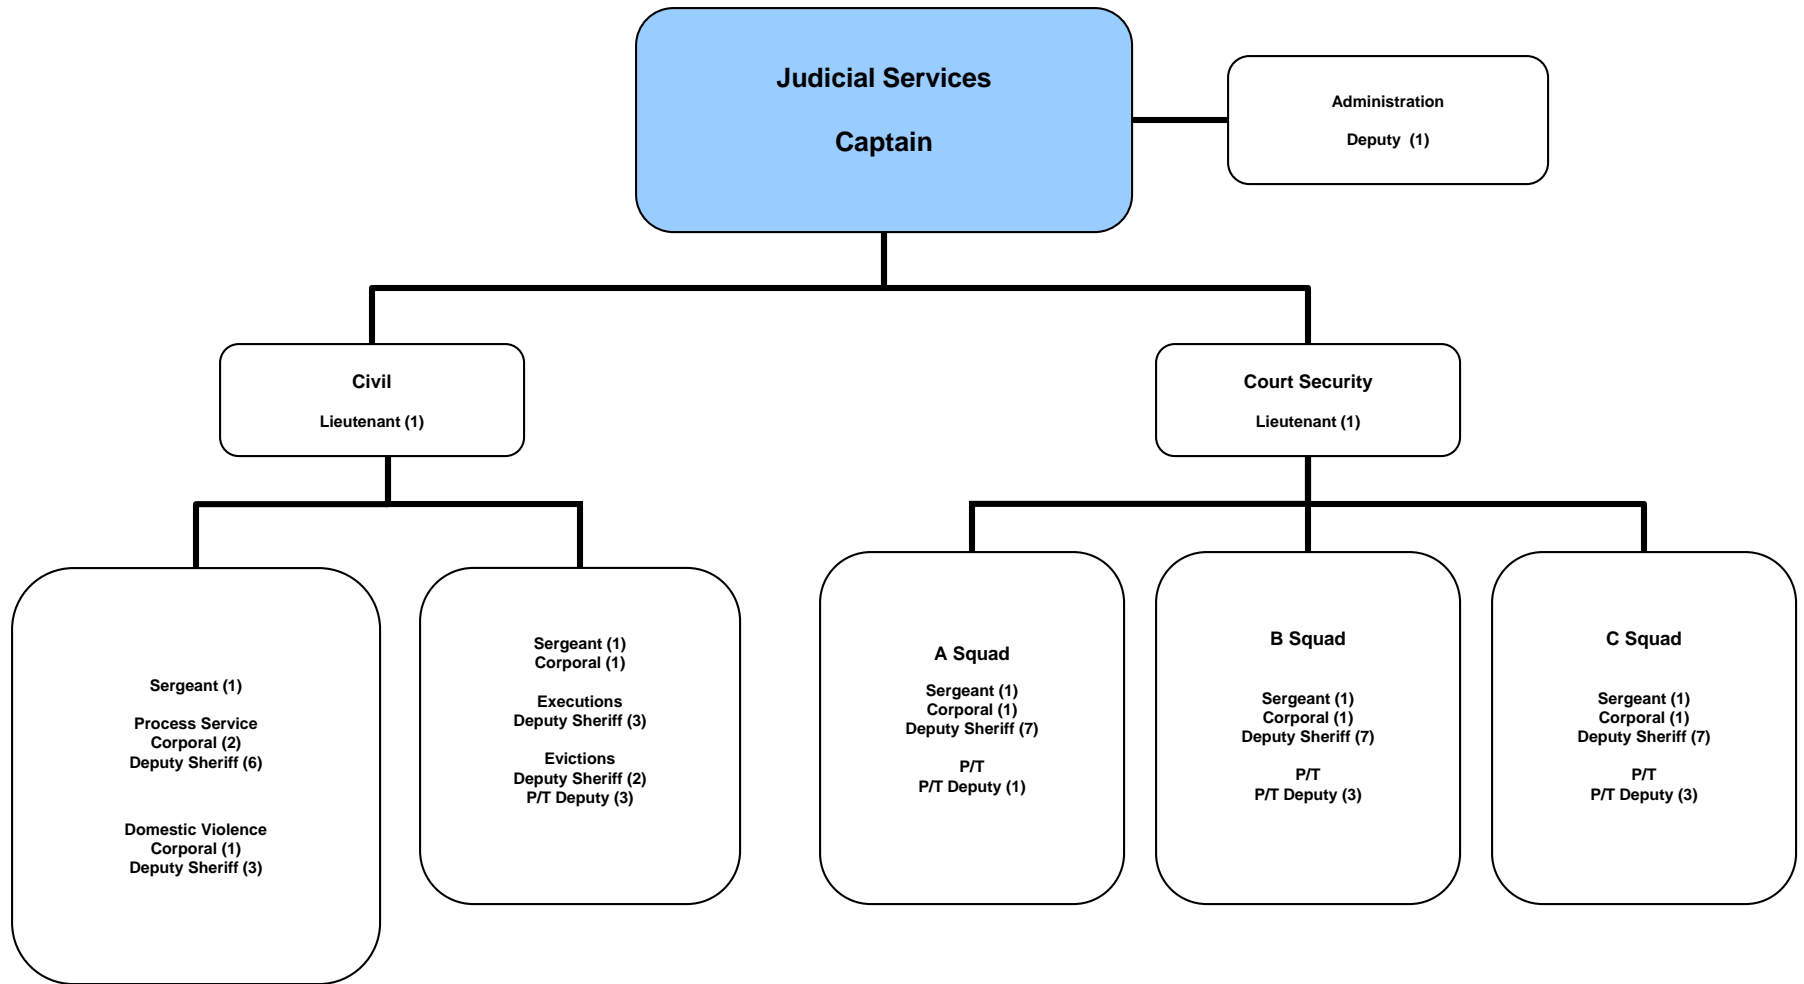 Judicial Services
Captain
Administration
Deputy (1)
Civil
Lieutenant (1)
Court Security
Lieutenant (1)
Sergeant (1)
Process Service
Corporal (2)
Deputy Sheriff (6)
Domestic Violence
Corporal (1)
Deputy Sheriff (3)
Sergeant (1)
Corporal (1)
Executions
Deputy Sheriff (3)
Evictions
Deputy Sheriff (2)
P/T Deputy (3)
A Squad
Sergeant (1)
Corporal (1)
Deputy Sheriff (7)
P/T
P/T Deputy (1)
B Squad
Sergeant (1)
Corporal (1)
Deputy Sheriff (7)
P/T
P/T Deputy (3)
C Squad
Sergeant (1)
Corporal (1)
Deputy Sheriff (7)
P/T
P/T Deputy (3)